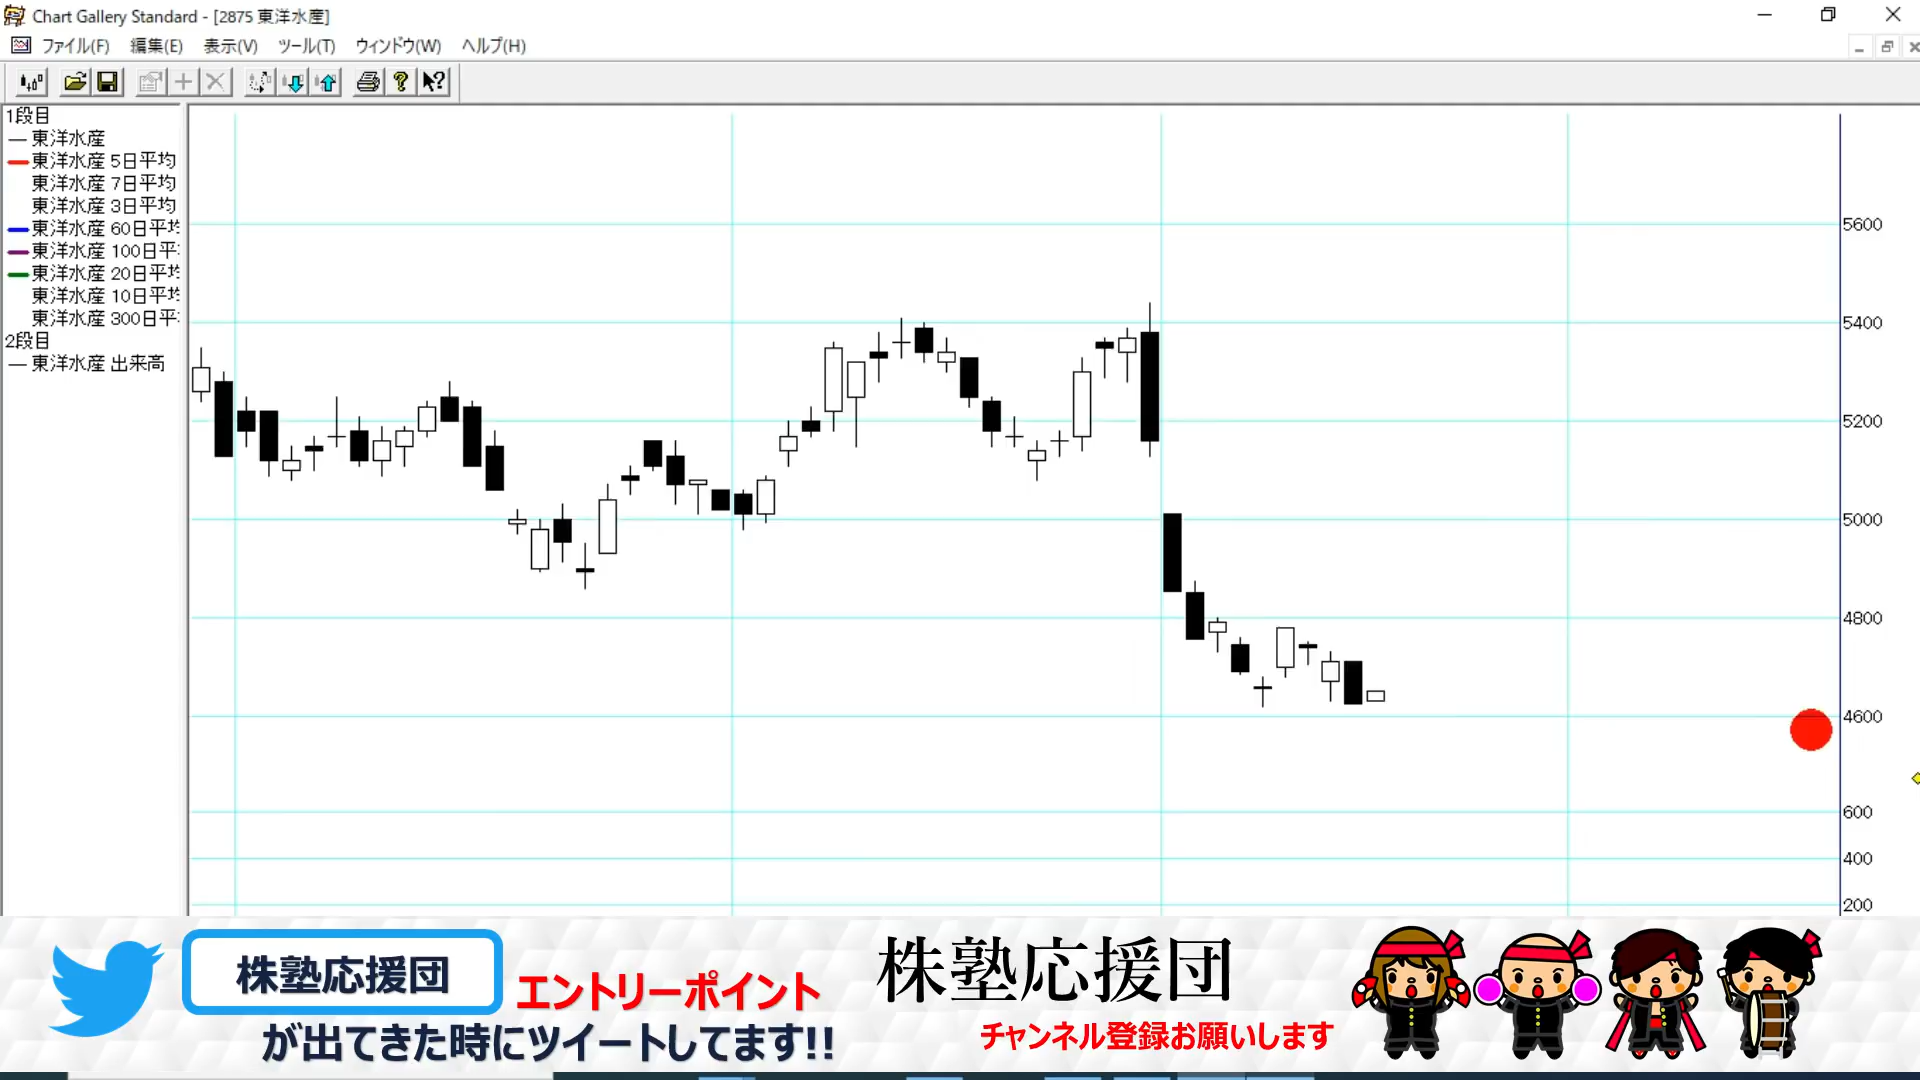 Chart Gallery Standard - [2875 東洋水産]
ファイル(F) 編集(E) 表示(V) ツール(T) ウィンドウ(W) ヘルプ(H)
1段目
東洋水産
東洋水産 5日平均
東洋水産 7日平均
東洋水産 3日平均
東洋水産 60日平均
東洋水産 100日平
東洋水産 20日平均
東洋水産 10日平均
東洋水産 300日平
2段目
東洋水産 出来高
5600
5400
5200
5000
4800
4600
600
400
200
株塾応援団
エントリーポイント
が出てきた時にツイートしてます!!
株塾応援団
チャンネル登録お願いします